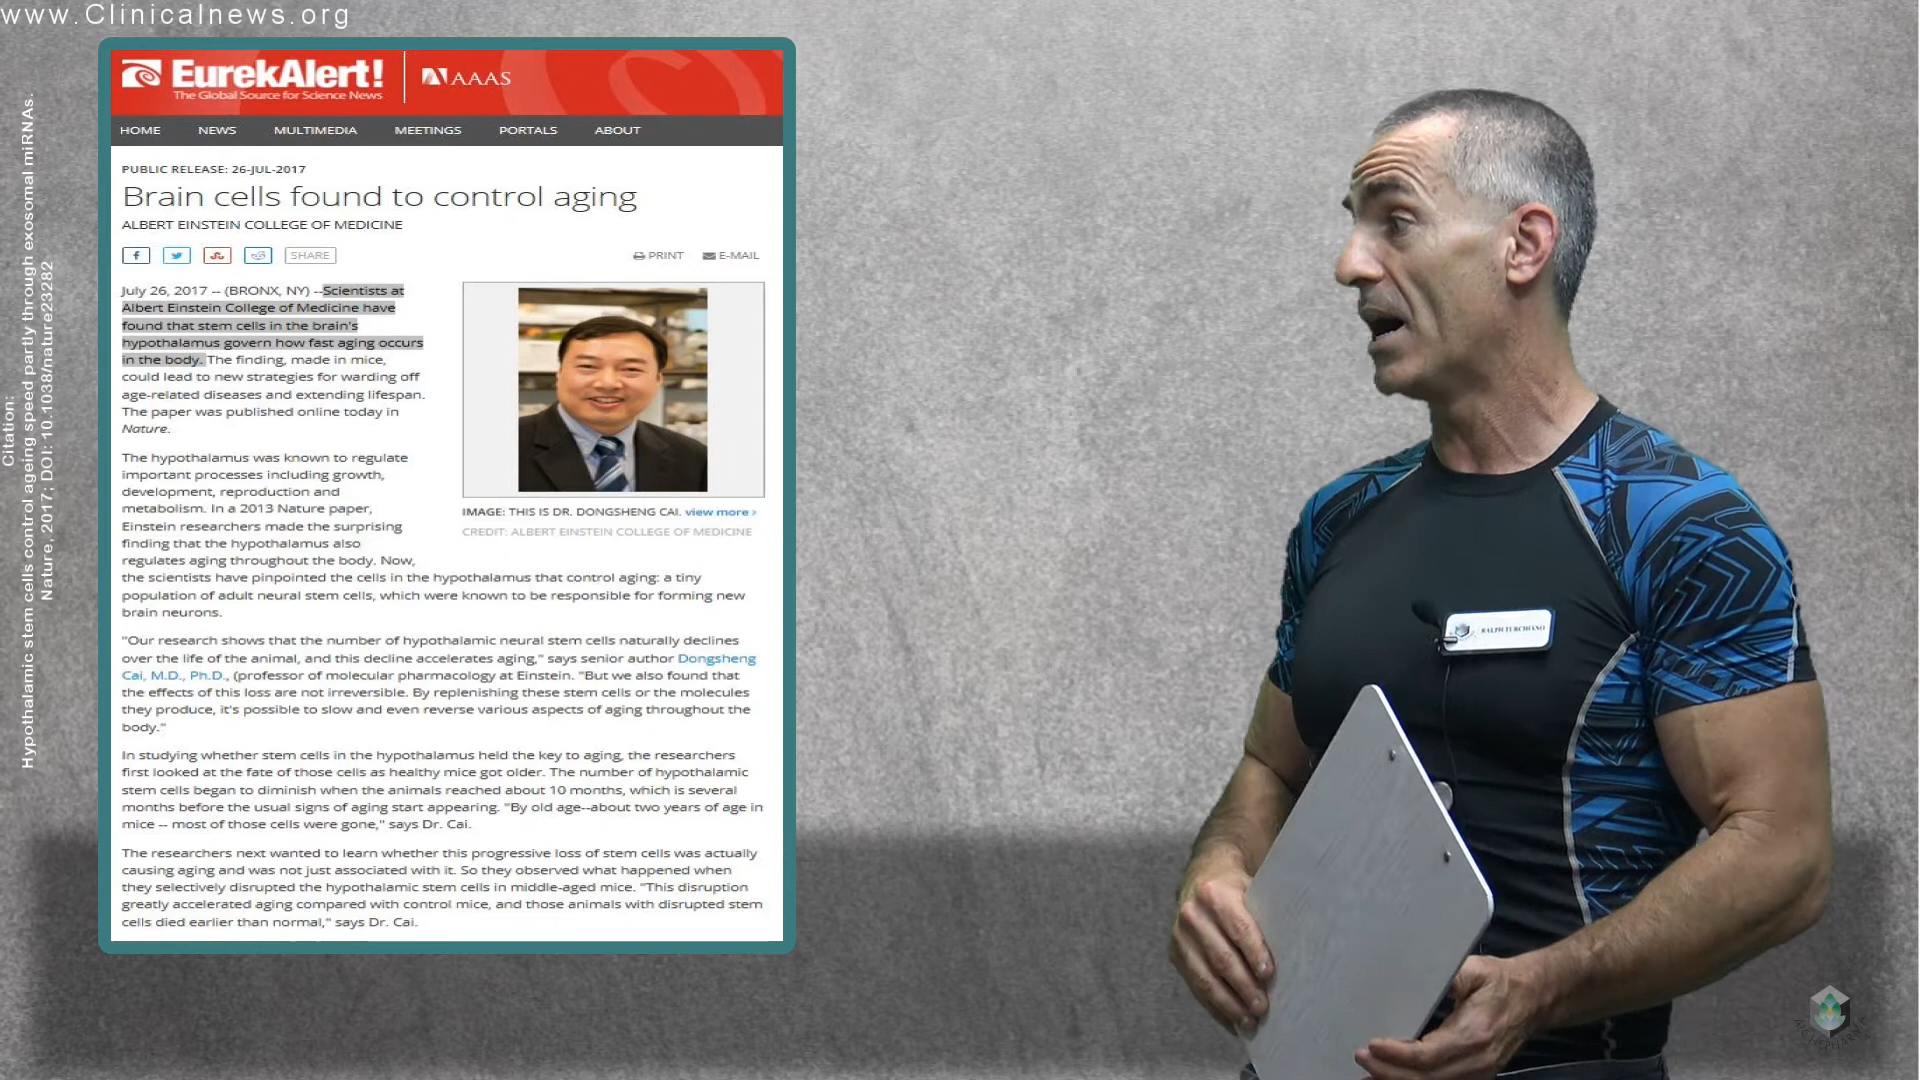 www.Clinicalnews.org
Citation:
Hypothalamic stem cells control ageing speed partly through exosomal miRNAs.
Nature, 2017; DOI: 10.1038/nature23282
EurekAlert!
The Global Source for Science News
AAAS
HOME NEWS MULTIMEDIA MEETINGS PORTALS ABOUT
PUBLIC RELEASE: 26-JUL-2017
Brain cells found to control aging
ALBERT EINSTEIN COLLEGE OF MEDICINE
SHARE PRINT E-MAIL
July 26, 2017 -- (BRONX, NY) --Scientists at
Albert Einstein College of Medicine have
found that stem cells in the brain's
hypothalamus govern how fast aging occurs
in the body. The finding, made in mice,
could lead to new strategies for warding off
age-related diseases and extending lifespan.
The paper was published online today in
Nature.
IMAGE: THIS IS DR. DONGSHENG CAI. view more >
CREDIT: ALBERT EINSTEIN COLLEGE OF MEDICINE
The hypothalamus was known to regulate
important processes including growth,
development, reproduction and
metabolism. In a 2013 Nature paper,
Einstein researchers made the surprising
finding that the hypothalamus also
regulates aging throughout the body. Now,
the scientists have pinpointed the cells in the hypothalamus that control aging: a tiny
population of adult neural stem cells, which were known to be responsible for forming new
brain neurons.
"Our research shows that the number of hypothalamic neural stem cells naturally declines
over the life of the animal, and this decline accelerates aging," says senior author Dongsheng
Cai, M.D., Ph.D., (professor of molecular pharmacology at Einstein. "But we also found that
the effects of this loss are not irreversible. By replenishing these stem cells or the molecules
they produce, it's possible to slow and even reverse various aspects of aging throughout the
body."
In studying whether stem cells in the hypothalamus held the key to aging, the researchers
first looked at the fate of those cells as healthy mice got older. The number of hypothalamic
stem cells began to diminish when the animals reached about 10 months, which is several
months before the usual signs of aging start appearing. "By old age--about two years of age in
mice -- most of those cells were gone," says Dr. Cai.
The researchers next wanted to learn whether this progressive loss of stem cells was actually
causing aging and was not just associated with it. So they observed what happened when
they selectively disrupted the hypothalamic stem cells in middle-aged mice. "This disruption
greatly accelerated aging compared with control mice, and those animals with disrupted stem
cells died earlier than normal," says Dr. Cai.
RALPH TURCHIANO